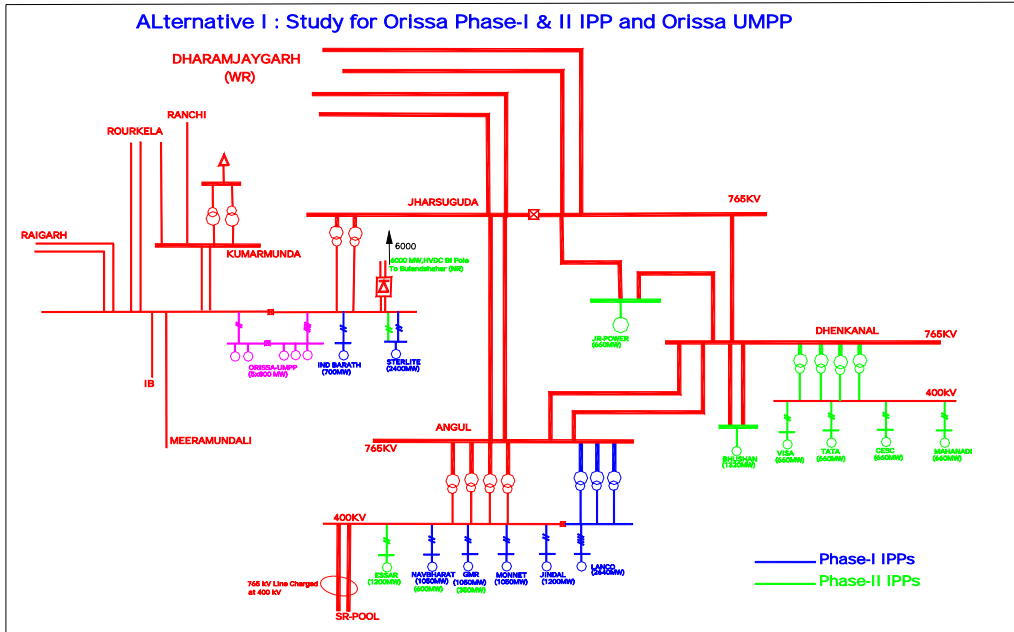 ALternative I : Study for Orissa Phase-I & II IPP and Orissa UMPP
DHARAMJAYGARH
(WR)
RANCHI
ROURKELA
RAIGARH
KUMARMUNDA
JHARSUGUDA
765KV
6000
6000 MW,HVDC Bi Pole
To Bulandshahar (NR)
ORISSA-UMPP
(5x800 MW)
IND BARATH
(700MW)
STERLITE
(2400MW)
IB
MEERAMUNDALI
JR-POWER
(660MW)
DHENKANAL
765KV
400KV
BHUSHAN
(1320MW)
VISA
(660MW)
TATA
(660MW)
CESC
(660MW)
MAHANADI
(660MW)
ANGUL
765KV
400KV
ESSAR
(1200MW)
NAVBHARAT
(1050MW)
(600MW)
GMR
(1050MW)
(350MW)
MONNET
(1050MW)
JINDAL
(1200MW)
LANCO
(2640MW)
765 kV Line Charged
at 400 kV
SR-POOL
Phase-I IPPs
Phase-II IPPs